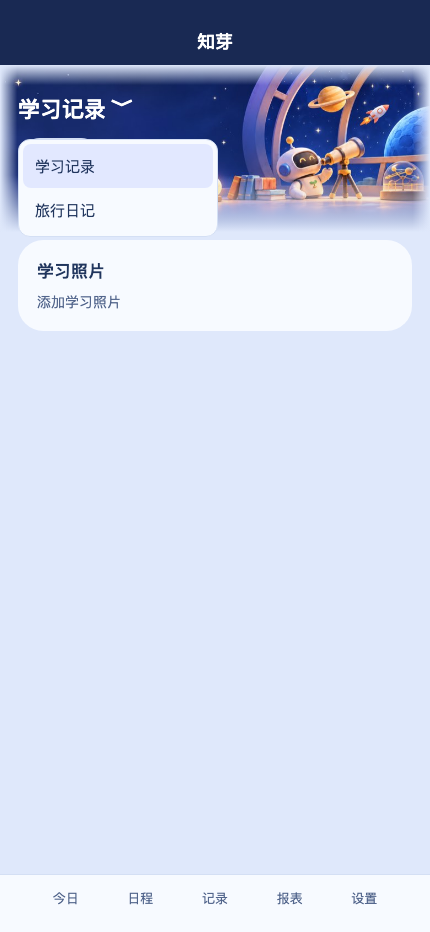 知芽
学习记录
学习记录
旅行日记
学习照片
添加学习照片
今日 日程 记录 报表 设置